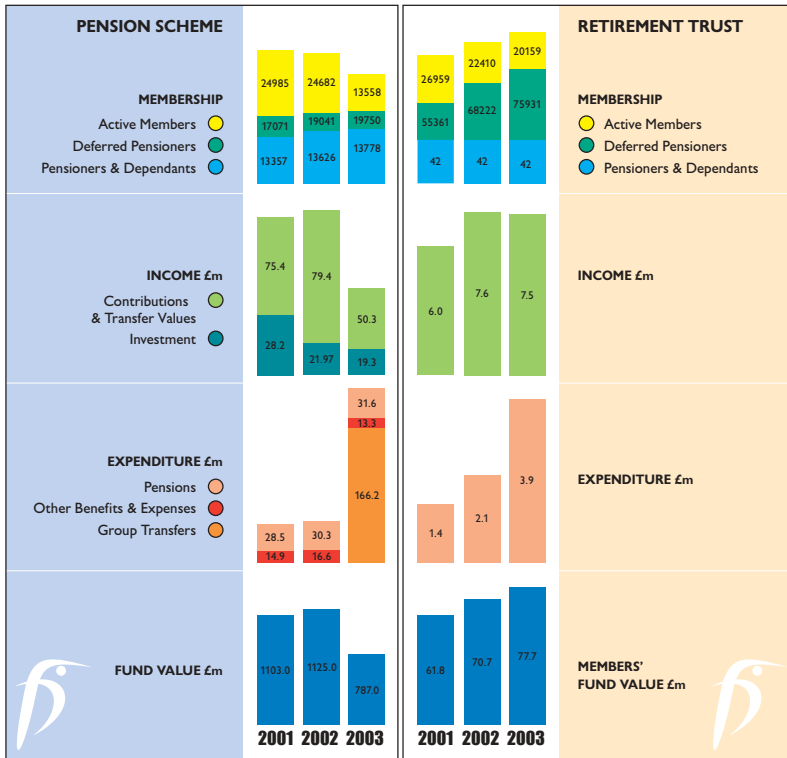 PENSION SCHEME
MEMBERSHIP
Active Members
Deferred Pensioners
Pensioners & Dependants
24985 24682 13558
17071 19041 19750
13357 13626 13778
INCOME £m
Contributions
& Transfer Values
Investment
75.4 79.4 50.3
28.2 21.97 19.3
EXPENDITURE £m
Pensions
Other Benefits & Expenses
Group Transfers
31.6
13.3
166.2
28.5 30.3
14.9 16.6
FUND VALUE £m
1103.0 1125.0 787.0
2001 2002 2003
RETIREMENT TRUST
MEMBERSHIP
Active Members
Deferred Pensioners
Pensioners & Dependants
26959 22410 20159
55361 68222 75931
42 42 42
INCOME £m
6.0 7.6 7.5
EXPENDITURE £m
1.4 2.1 3.9
MEMBERS'
FUND VALUE £m
61.8 70.7 77.7
2001 2002 2003